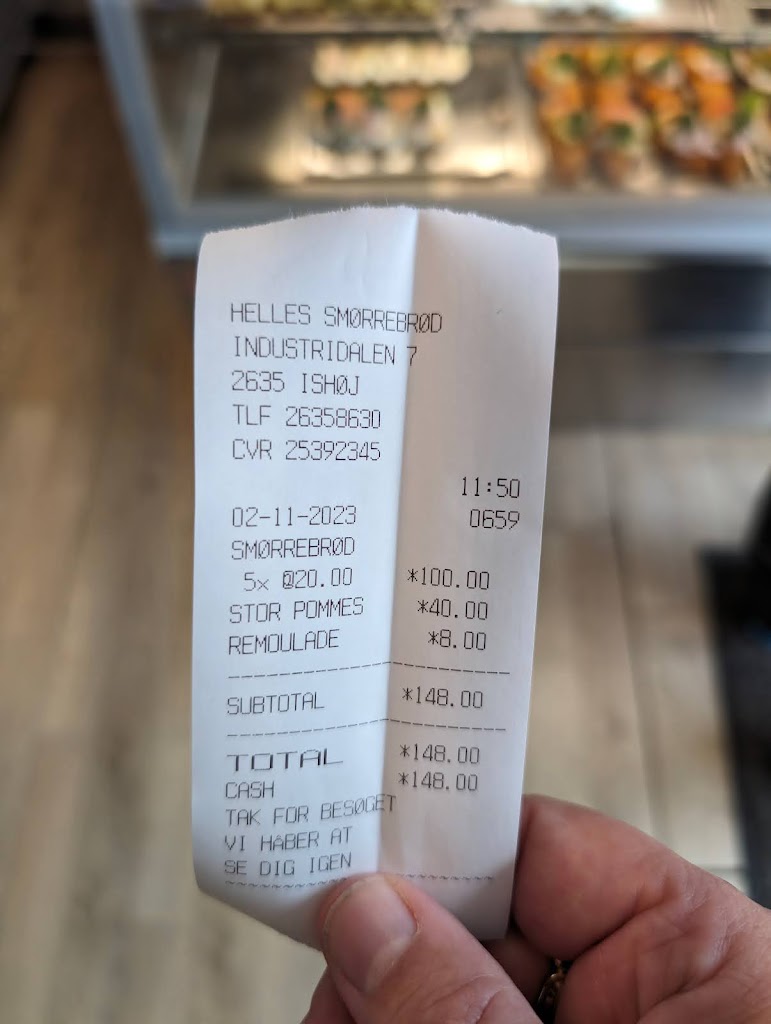 HELLES SMØRREBRØD
INDUSTRIDALEN 7
2635 ISHØJ
TLF 26358630
CVR 25392345
11:50
02-11-2023 0659
SMØRREBRØD
5x @20.00 *100.00
STOR POMMES *40.00
REMOULADE *8.00
SUBTOTAL *148.00
TOTAL *148.00
CASH *148.00
TAK FOR BESØGET
VI HÅBER AT
SE DIG IGEN